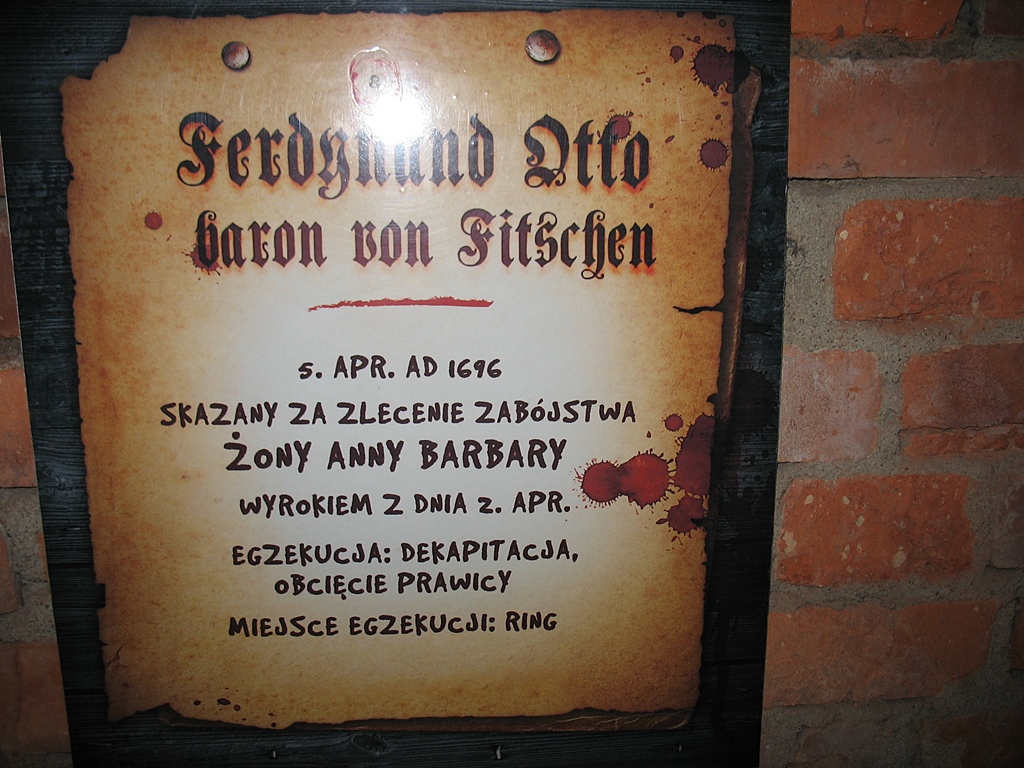 Ferdynand Otto
baron von Fitschen
5. APR. AD 1696
SKAZANY ZA ZLECENIE ZABÓJSTWA
ŻONY ANNY BARBARY
WYROKIEM Z DNIA 2. APR.
EGZEKUCJA: DEKAPITACJA,
OBCIĘCIE PRAWICY
MIEJSCE EGZEKUCJI: RING